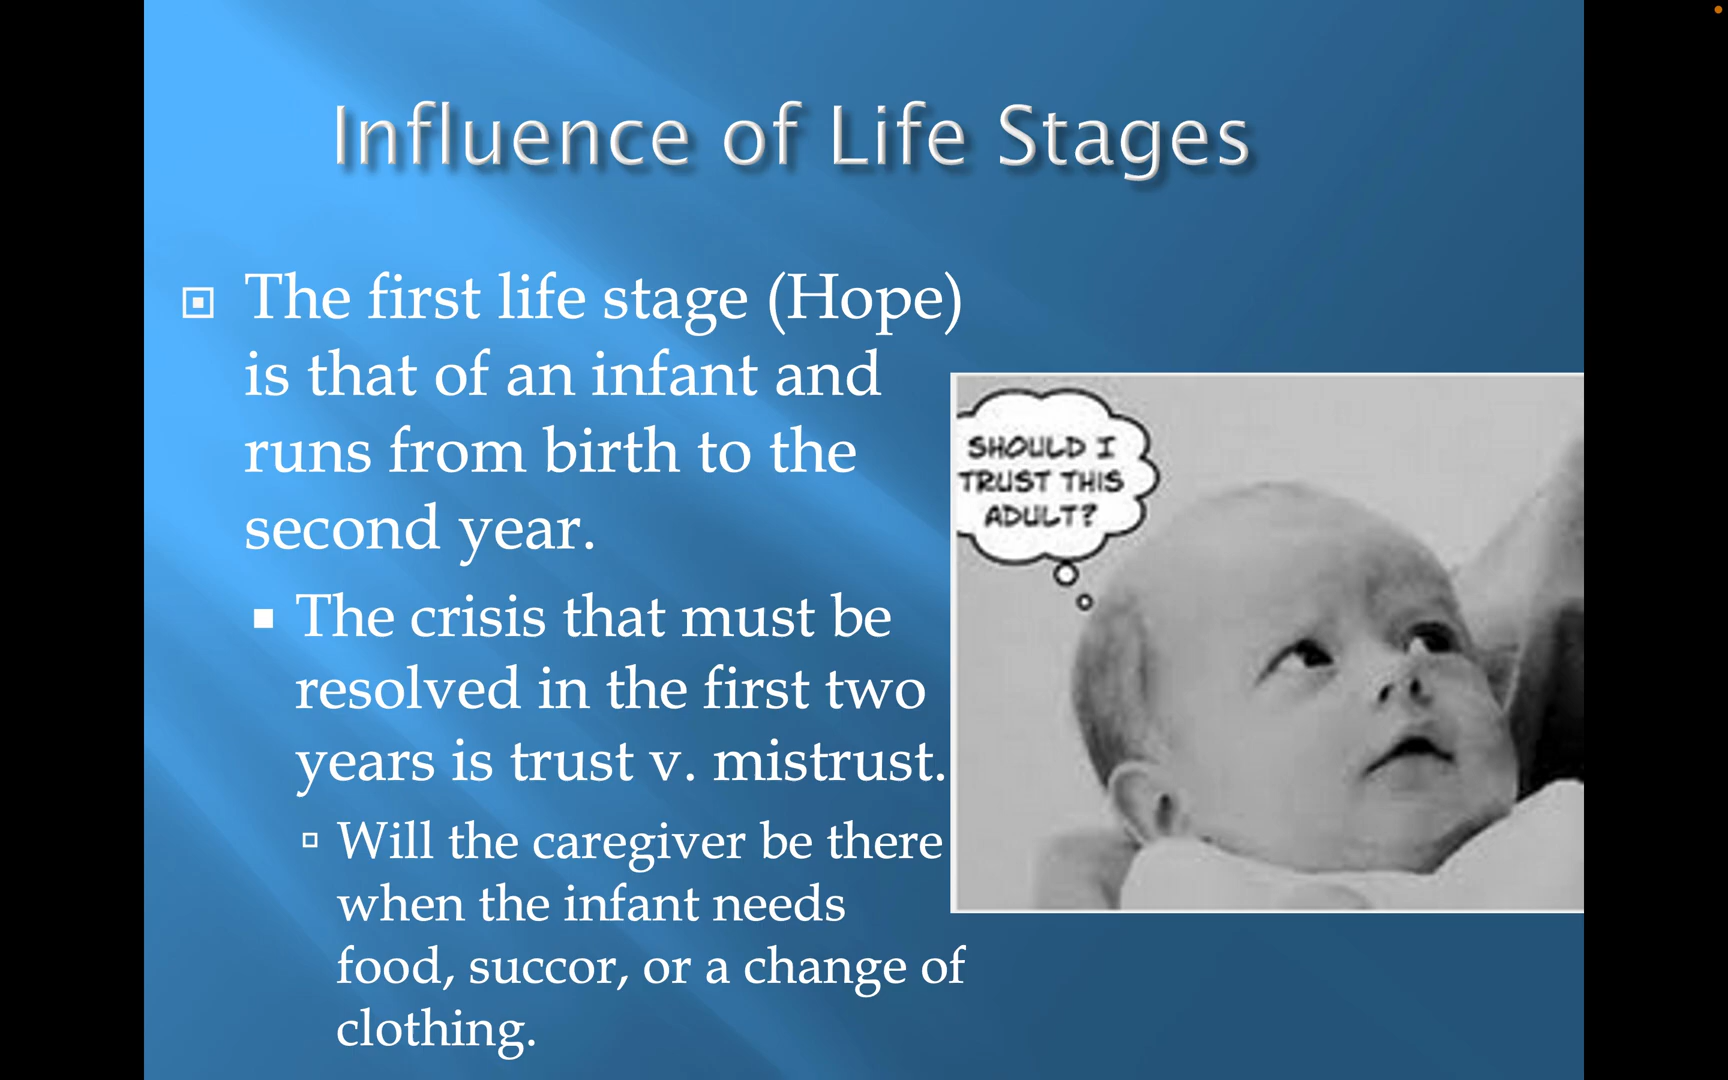 Influence of Life Stages
The first life stage (Hope)
is that of an infant and
runs from birth to the
second year.
The crisis that must be
resolved in the first two
years is trust v. mistrust.
Will the caregiver be there
when the infant needs
food, succor, or a change of
clothing.
SHOULD I
TRUST THIS
ADULT?